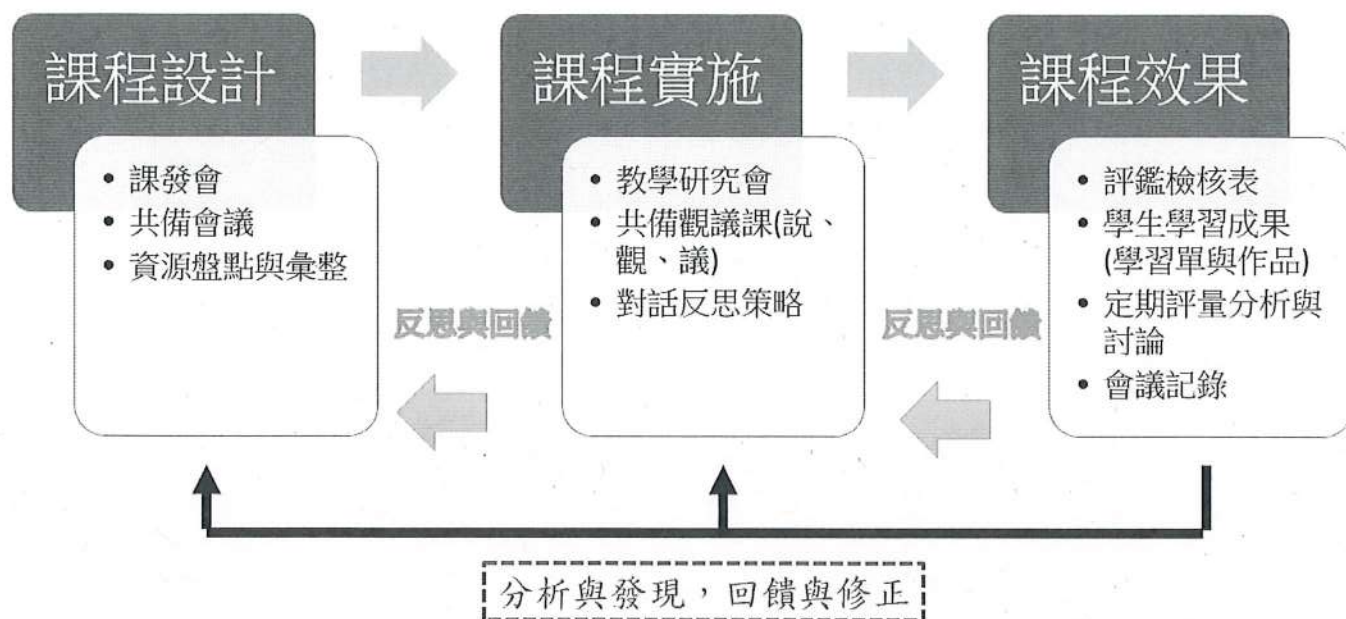 課程設計
• 課發會
• 共備會議
• 資源盤點與彙整
反思與回饋
課程實施
• 教學研究會
• 共備觀議課(說、
觀、議)
• 對話反思策略
反思與回饋
課程效果
• 評鑑檢核表
• 學生學習成果
(學習單與作品)
• 定期評量分析與
討論
• 會議記錄
分析與發現，回饋與修正